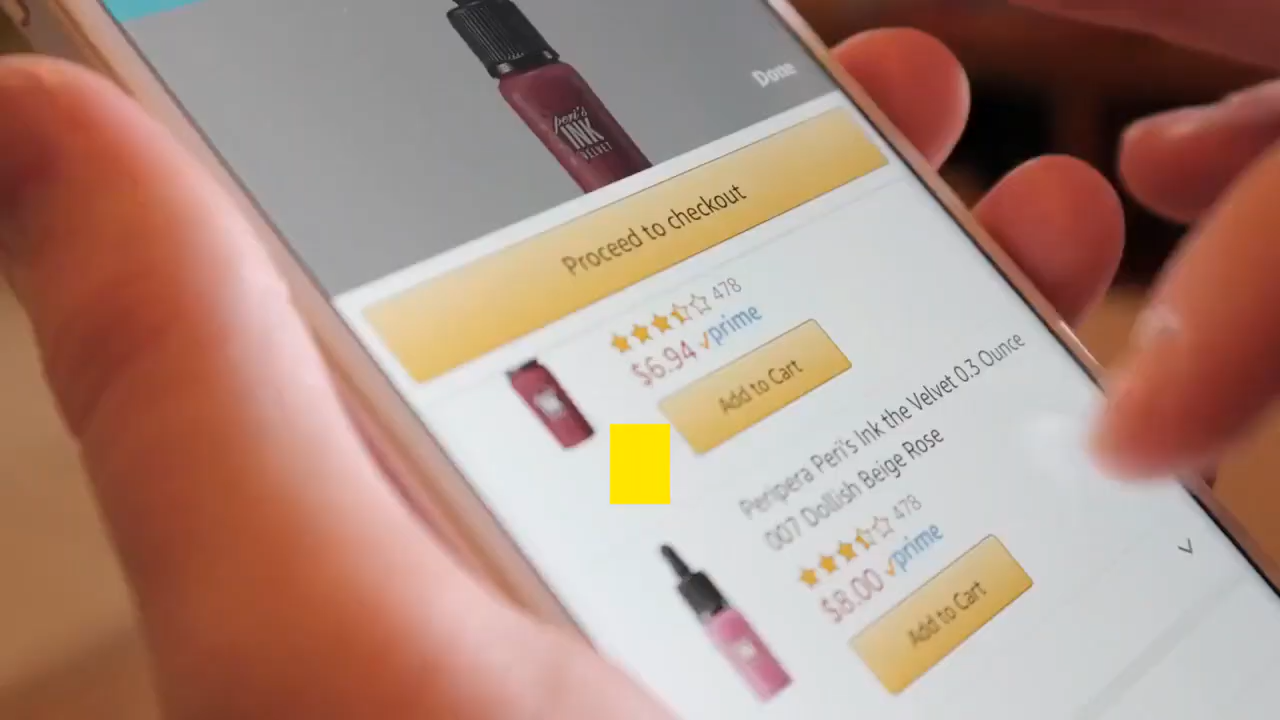 Done
peri's
INK
VELVET
Proceed to checkout
478
$6.94 prime
Add to Cart
INK
Peripera Peri's Ink the Velvet 0.3 Ounce
007 Dollish Beige Rose
478
$8.00 prime
Add to Cart